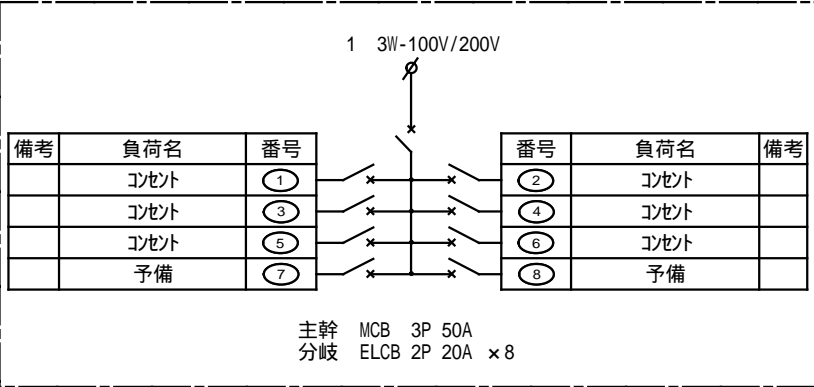 1 3W-100V/200V
備考 負荷名 番号 番号 負荷名 備考
コンセント 1 2 コンセント
コンセント 3 4 コンセント
コンセント 5 6 コンセント
予備 7 8 予備
主幹 MCB 3P 50A
分岐 ELCB 2P 20A ×8